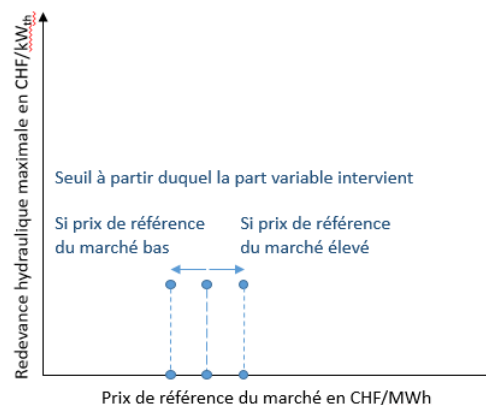 Redevance hydraulique maximale en CHF/kWth
Seuil à partir duquel la part variable intervient
Si prix de référence
du marché bas
Si prix de référence
du marché élevé
Prix de référence du marché en CHF/MWh